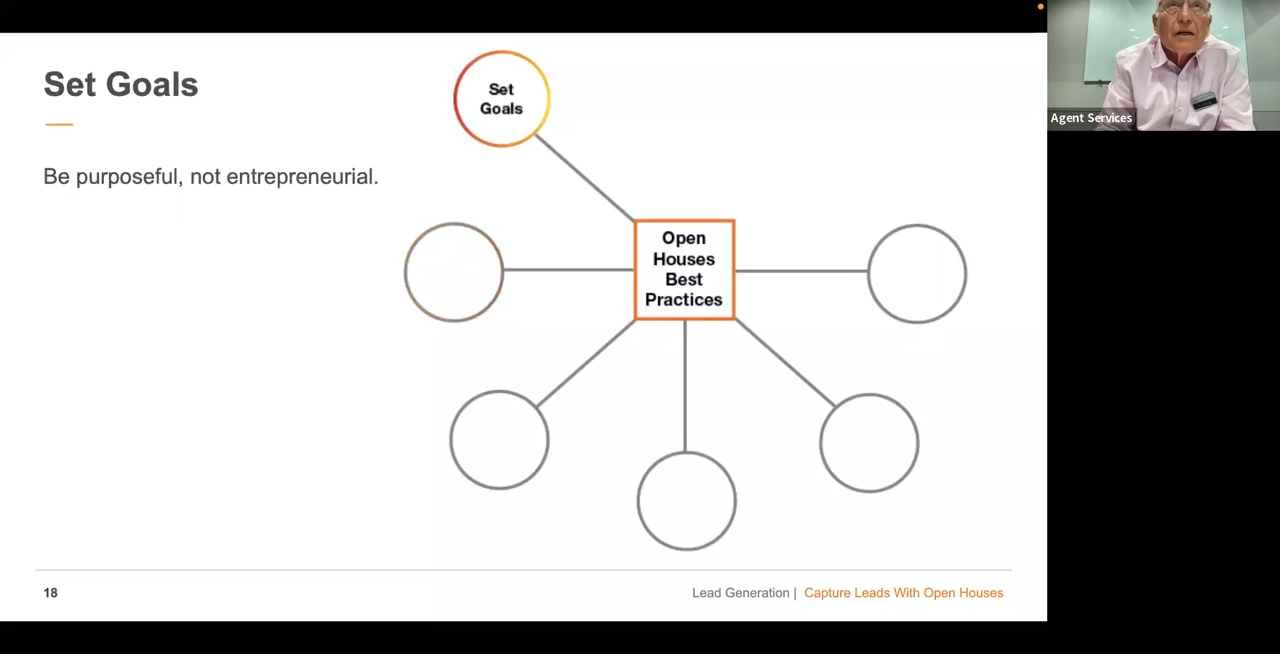 Set Goals
Be purposeful, not entrepreneurial.
Set
Goals
Open
Houses
Best
Practices
18
Lead Generation | Capture Leads With Open Houses
Agent Services